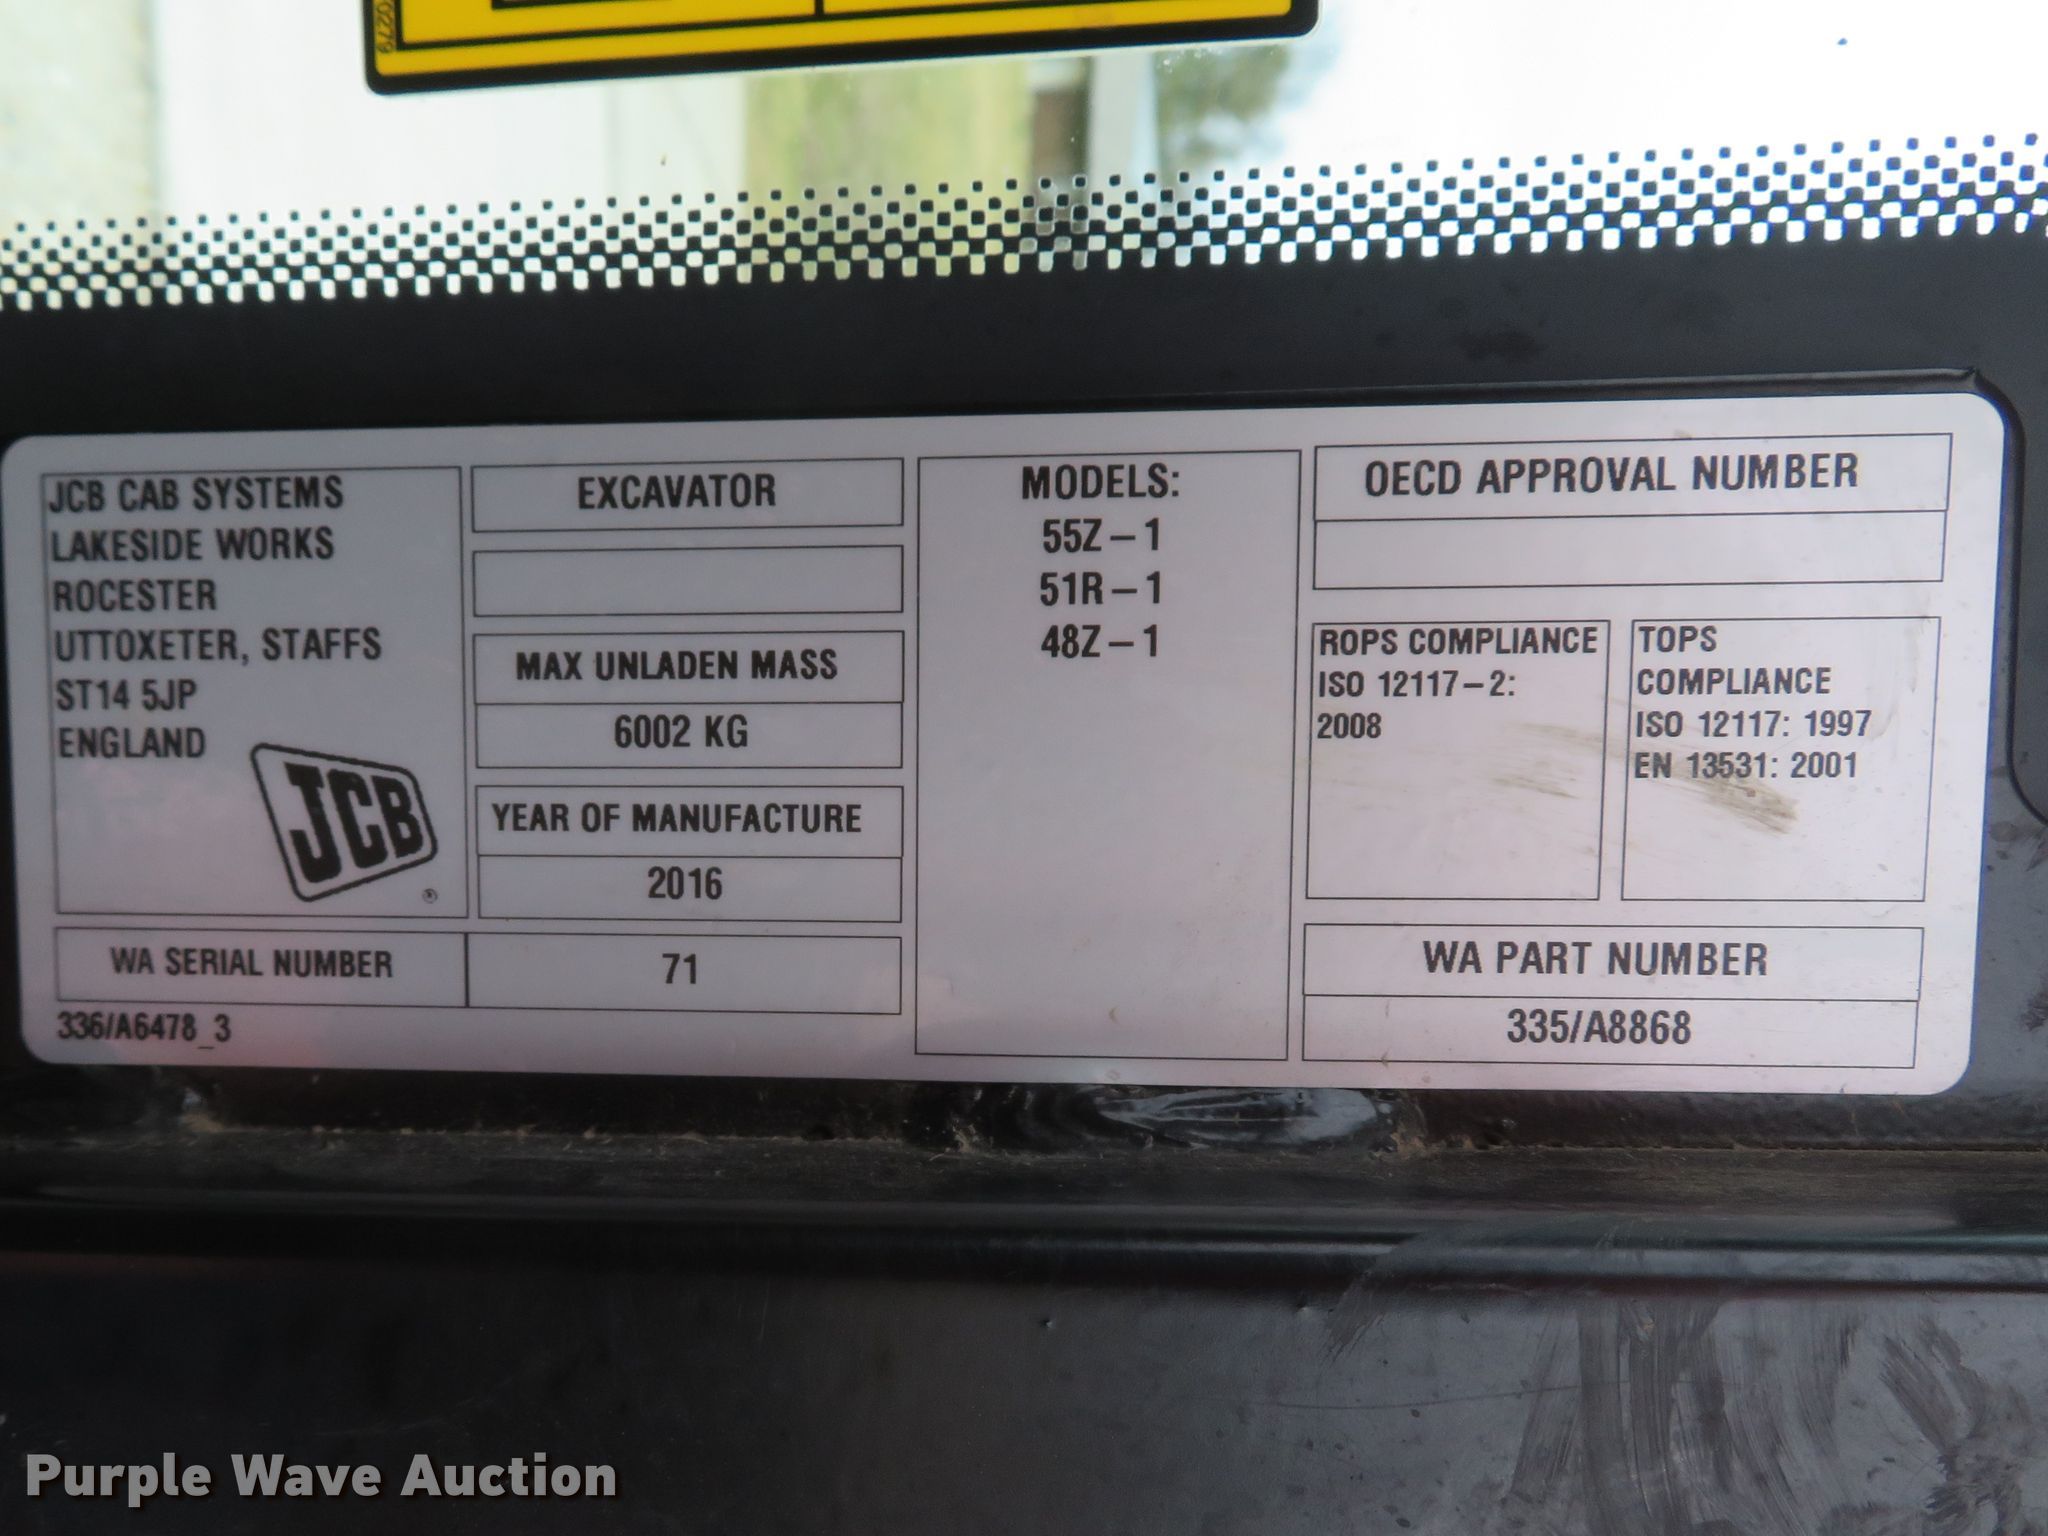 0279
JCB CAB SYSTEMS
LAKESIDE WORKS
ROCESTER
UTTOXETER, STAFFS
ST14 5JP
ENGLAND
JCB
®
EXCAVATOR
MAX UNLADEN MASS
6002 KG
YEAR OF MANUFACTURE
2016
WA SERIAL NUMBER
71
336/A6478_3
MODELS:
55Z-1
51R-1
48Z-1
OECD APPROVAL NUMBER
ROPS COMPLIANCE
ISO 12117-2:
2008
TOPS
COMPLIANCE
ISO 12117: 1997
EN 13531: 2001
WA PART NUMBER
335/A8868
Purple Wave Auction